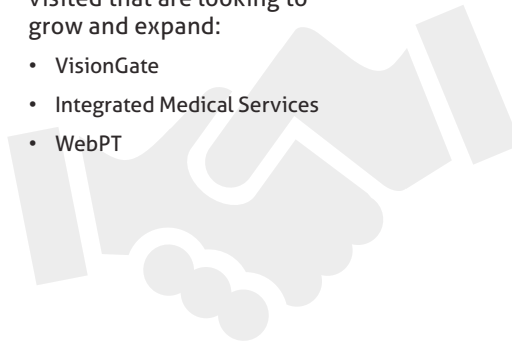 visited that are looking to
grow and expand:
• VisionGate
• Integrated Medical Services
• WebPT